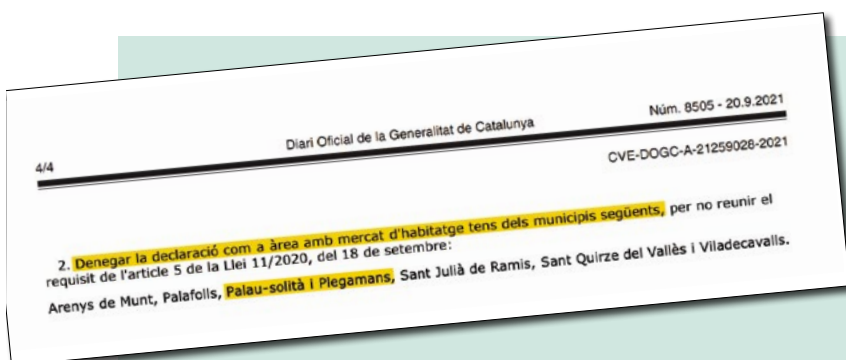 4/4
Diari Oficial de la Generalitat de Catalunya
Núm. 8505 - 20.9.2021
CVE-DOGC-A-21259028-2021
2. Denegar la declaració com a àrea amb mercat d'habitatge tens dels municipis següents, per no reunir el
requisit de l'article 5 de la Llei 11/2020, del 18 de setembre:
Arenys de Munt, Palafolls, Palau-solità i Plegamans, Sant Julià de Ramis, Sant Quirze del Vallès i Viladecavalls.